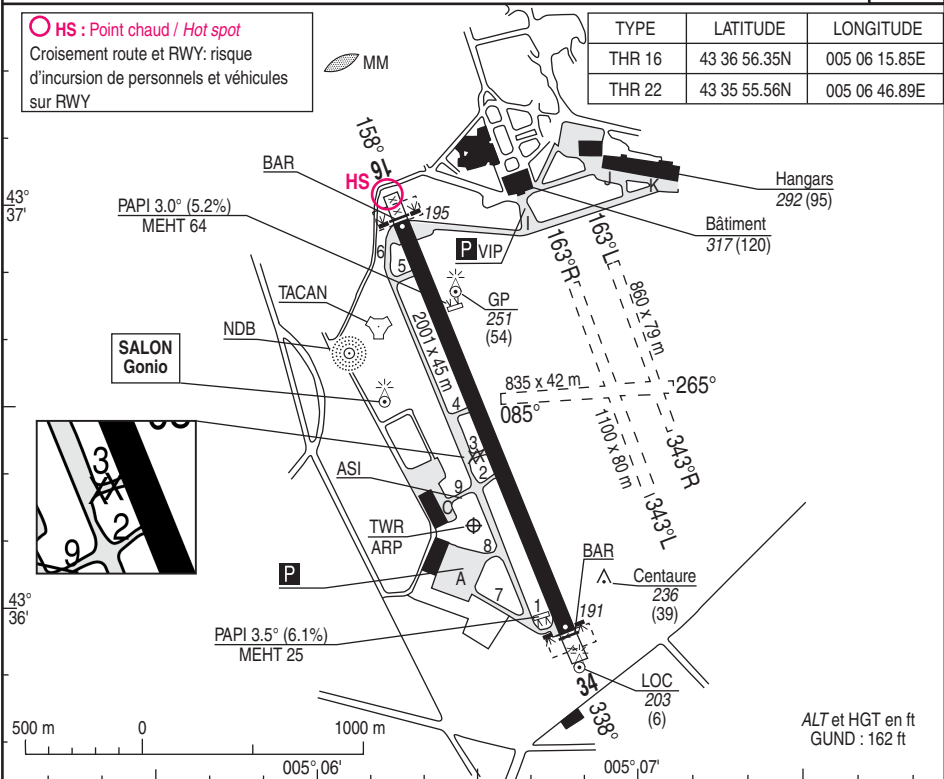 HS : Point chaud / Hot spot
Croisement route et RWY: risque
d'incursion de personnels et véhicules
sur RWY
TYPE LATITUDE LONGITUDE
THR 16 43 36 56.35N 005 06 15.85E
THR 22 43 35 55.56N 005 06 46.89E
MM
158°
16
HS
BAR
195
PAPI 3.0° (5.2%)
MEHT 64
43°
37'
J
K
I
Hangars
292 (95)
Bâtiment
317 (120)
P VIP
6
5
163°R
163°L
860 x 79 m
GP
251
(54)
TACAN
NDB
2001 x 45 m
SALON
Gonio
835 x 42 m
265°
085°
4
1100 x 80 m
343°R
343°L
3
2
ASI
9
3
2
9
TWR
ARP
8
P
A
7
BAR
Centaure
236
(39)
43°
36'
1
191
PAPI 3.5° (6.1%)
MEHT 25
LOC
203
(6)
34
338°
ALT et HGT en ft
GUND : 162 ft
500 m 0 1000 m
005°06' 005°07'